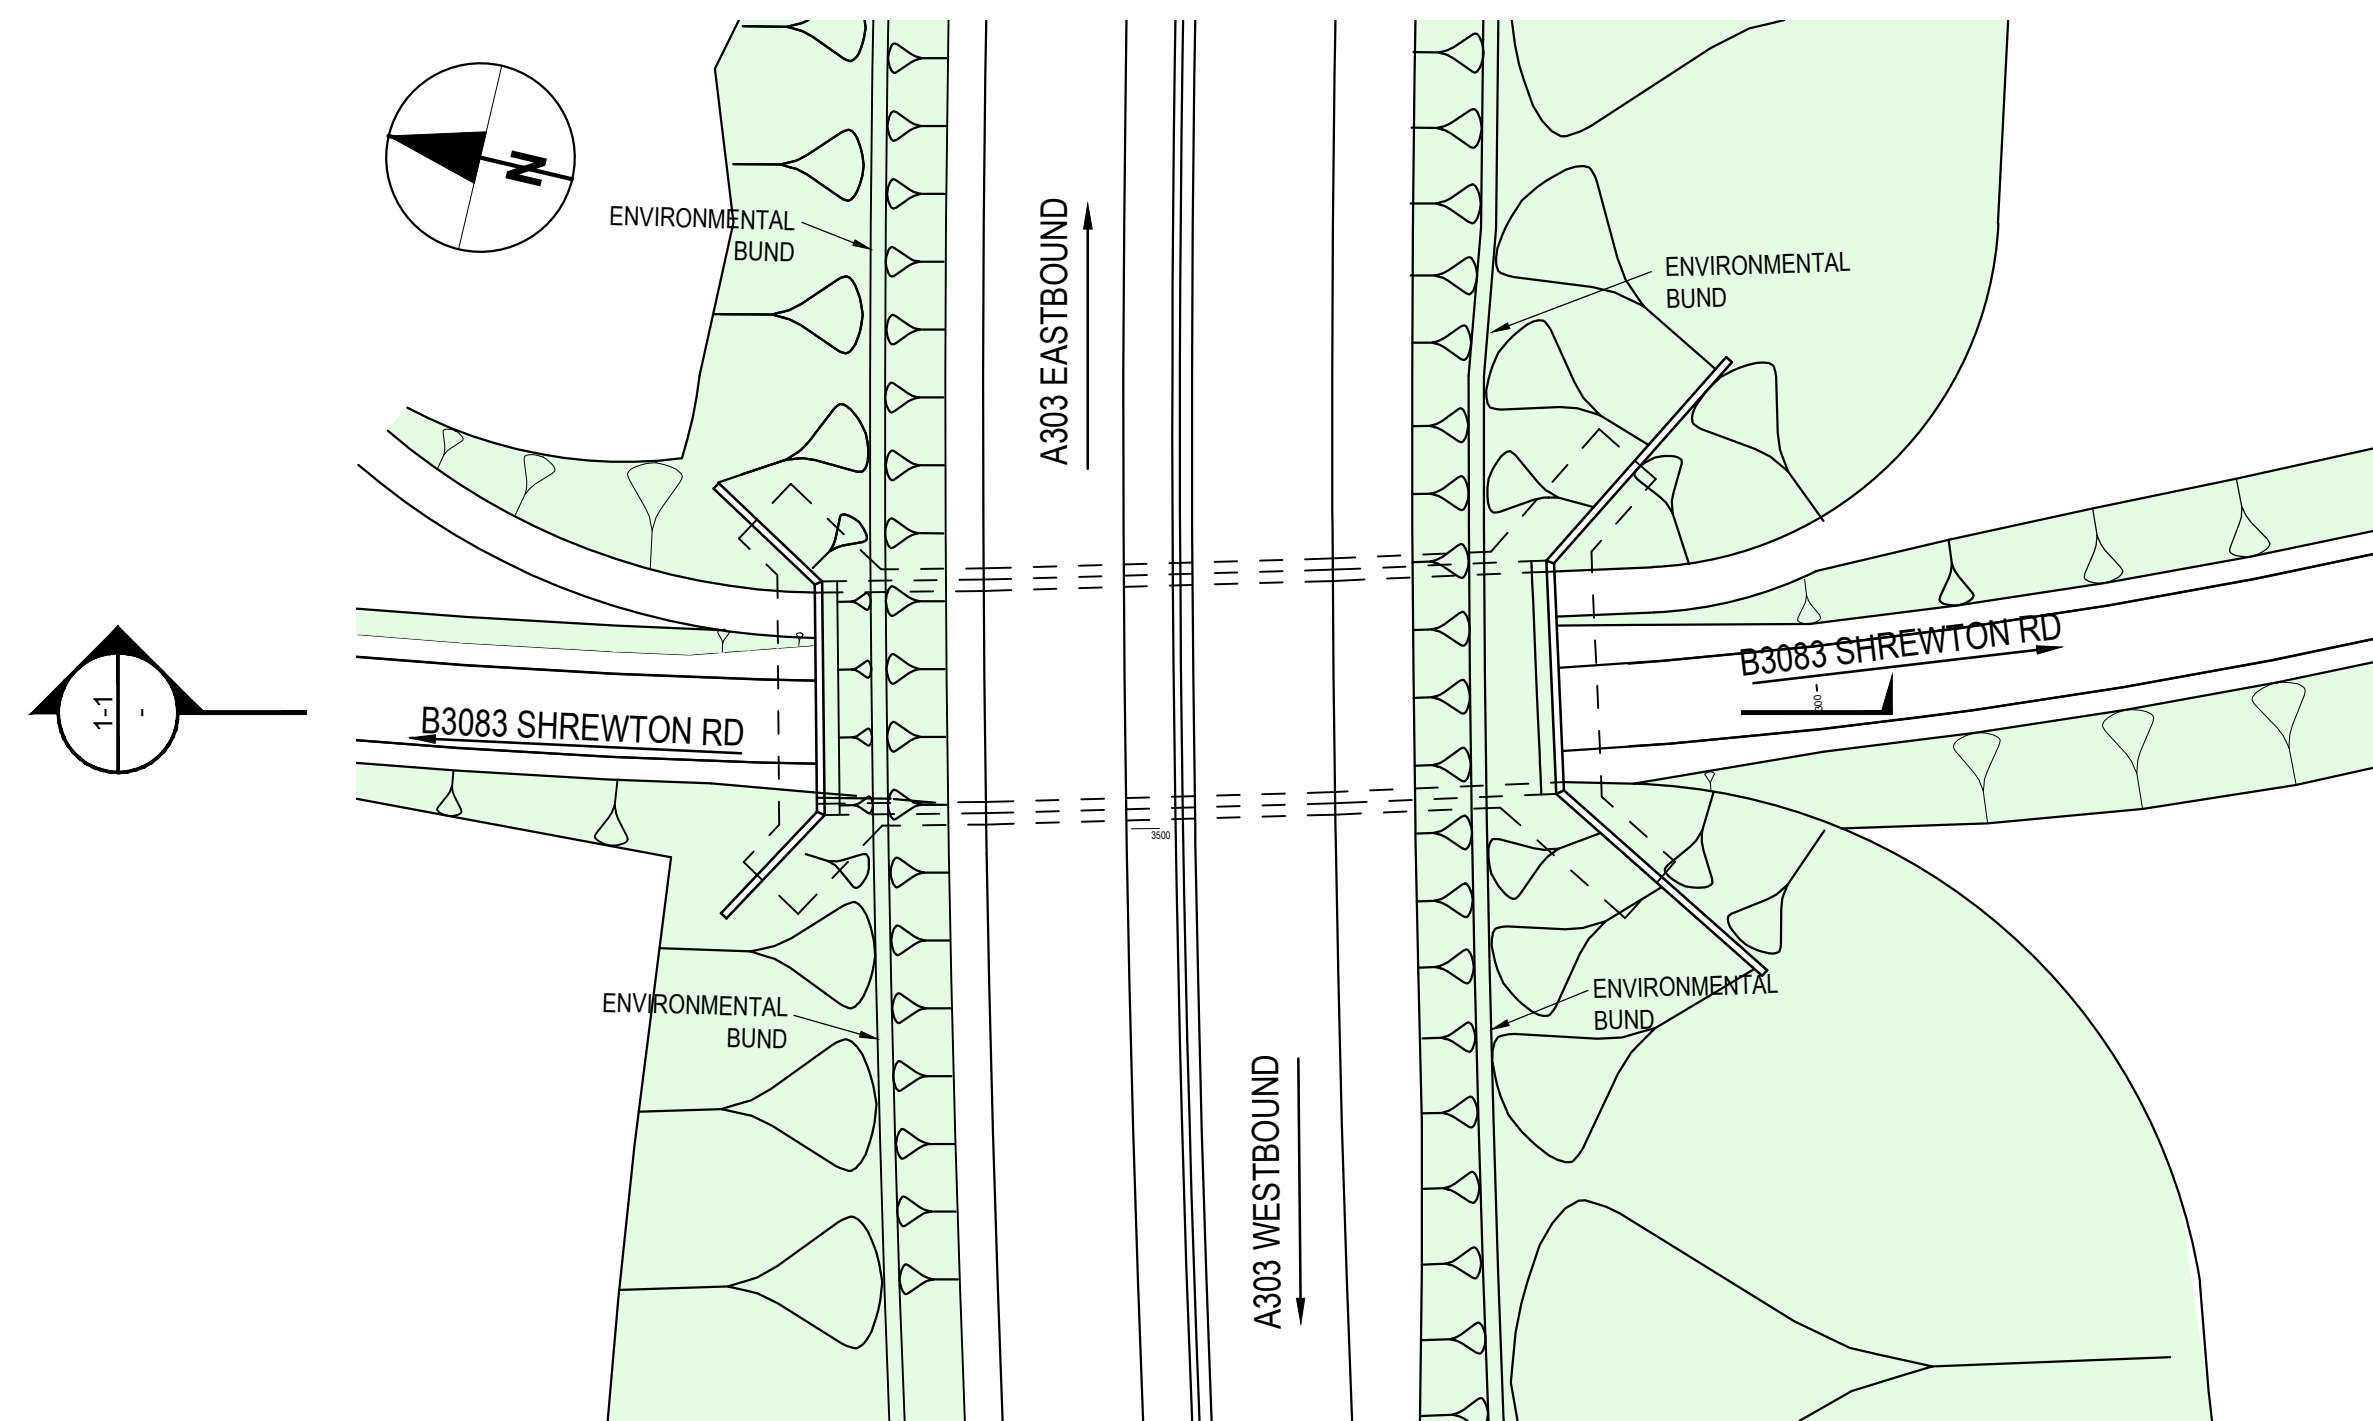 N
ENVIRONMENTAL
BUND
A303 EASTBOUND
ENVIRONMENTAL
BUND
1-1
-
B3083 SHREWTON RD
B3083 SHREWTON RD
300
3500
ENVIRONMENTAL
BUND
ENVIRONMENTAL
BUND
A303 WESTBOUND